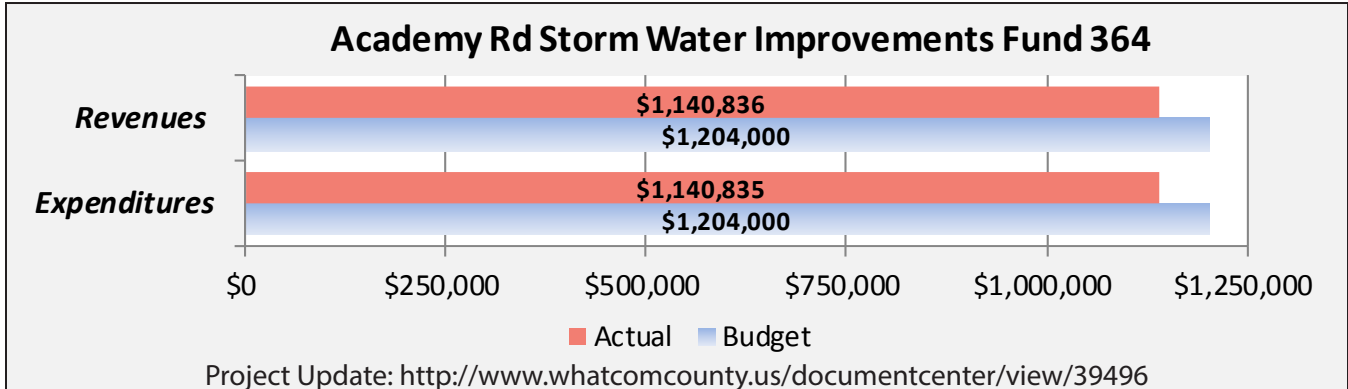 Academy Rd Storm Water Improvements Fund 364
Revenues
$1,140,836
$1,204,000
Expenditures
$1,140,835
$1,204,000
$0 $250,000 $500,000 $750,000 $1,000,000 $1,250,000
Actual Budget
Project Update: http://www.whatcomcounty.us/documentcenter/view/39496